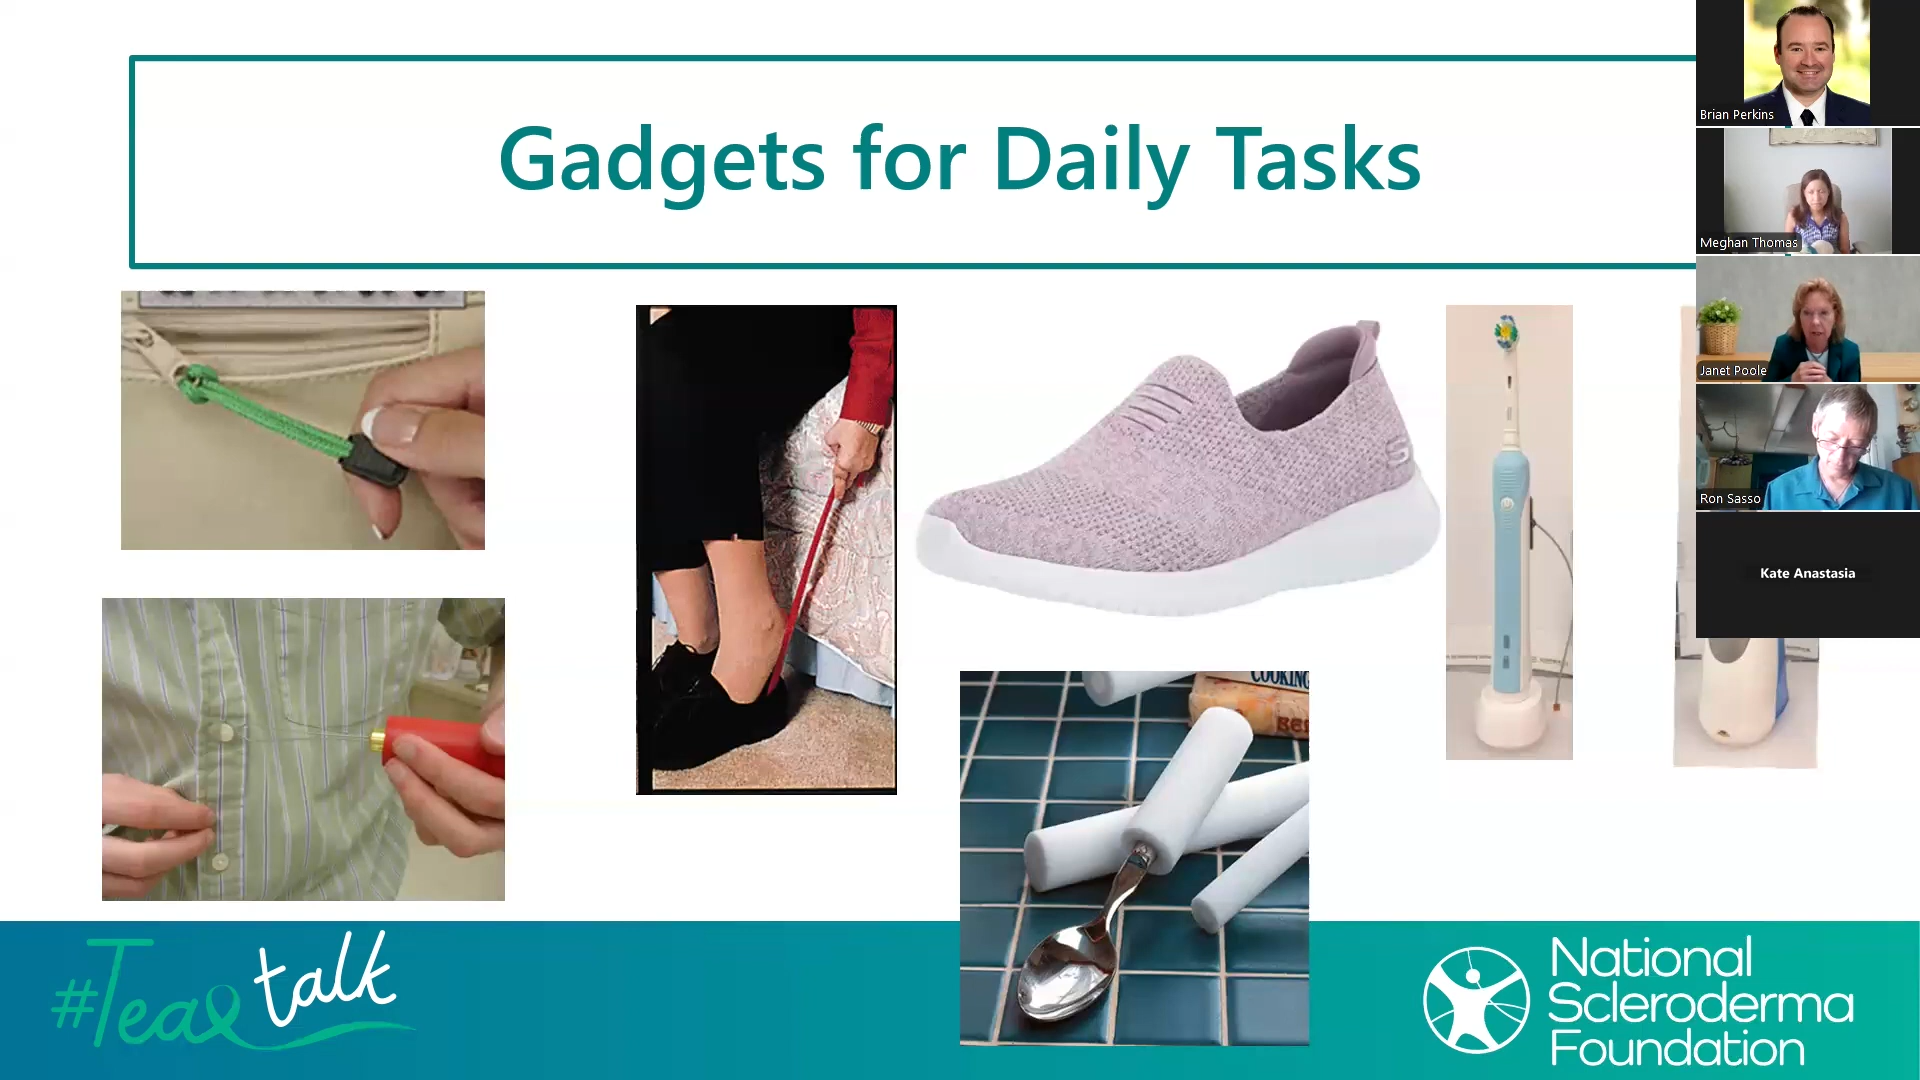 Gadgets for Daily Tasks
Brian Perkins
Meghan Thomas
Janet Poole
Ron Sasso
Kate Anastasia
S
COOKING
#Teal talk
National
Scleroderma
Foundation